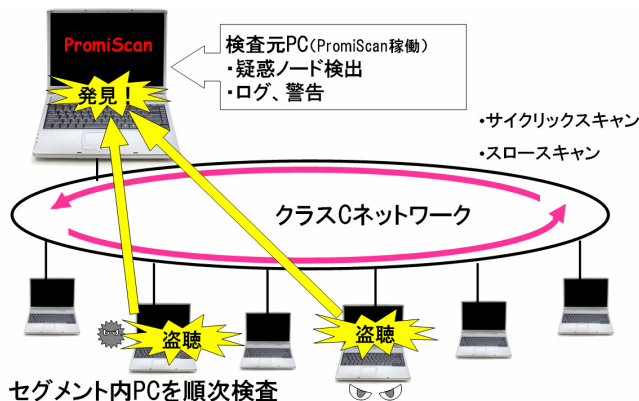 PromiScan
発見！
検査元PC(PromiScan稼働)
・疑惑ノード検出
・ログ、警告
・サイクリックスキャン
・スロースキャン
クラスCネットワーク
盗聴
盗聴
セグメント内PCを順次検査